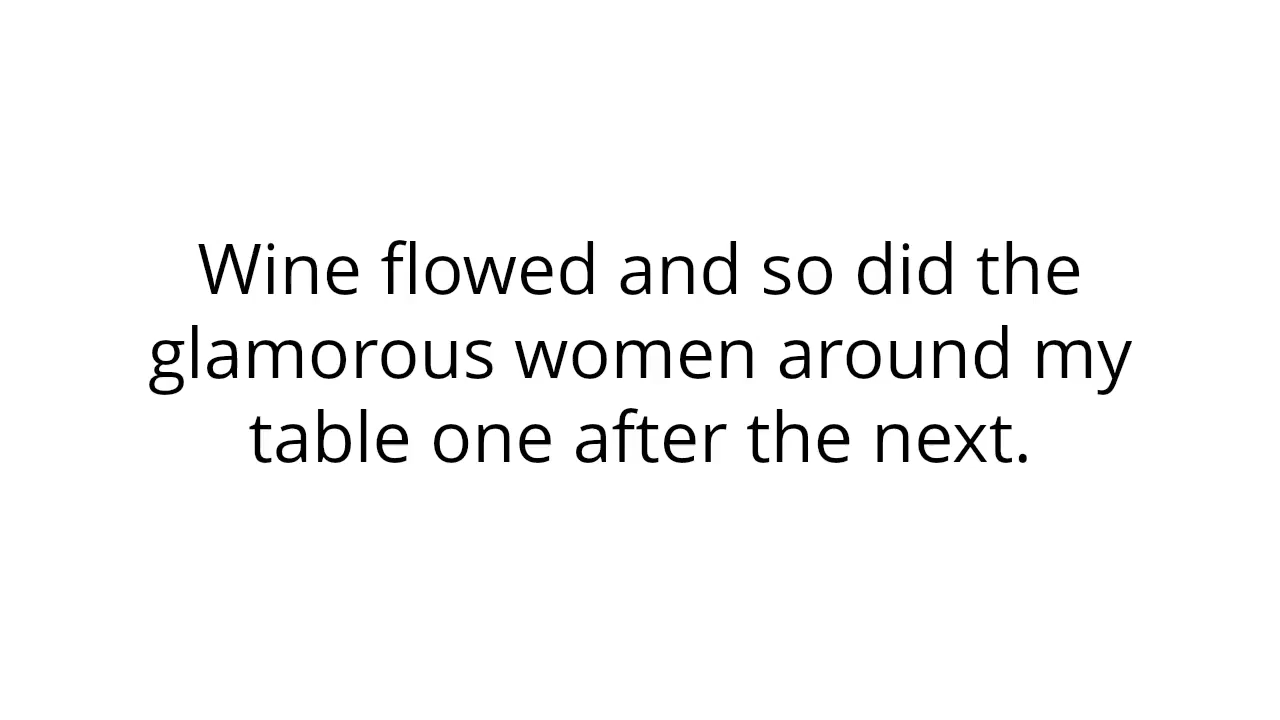 Wine flowed and so did the
glamorous women around my
table one after the next.